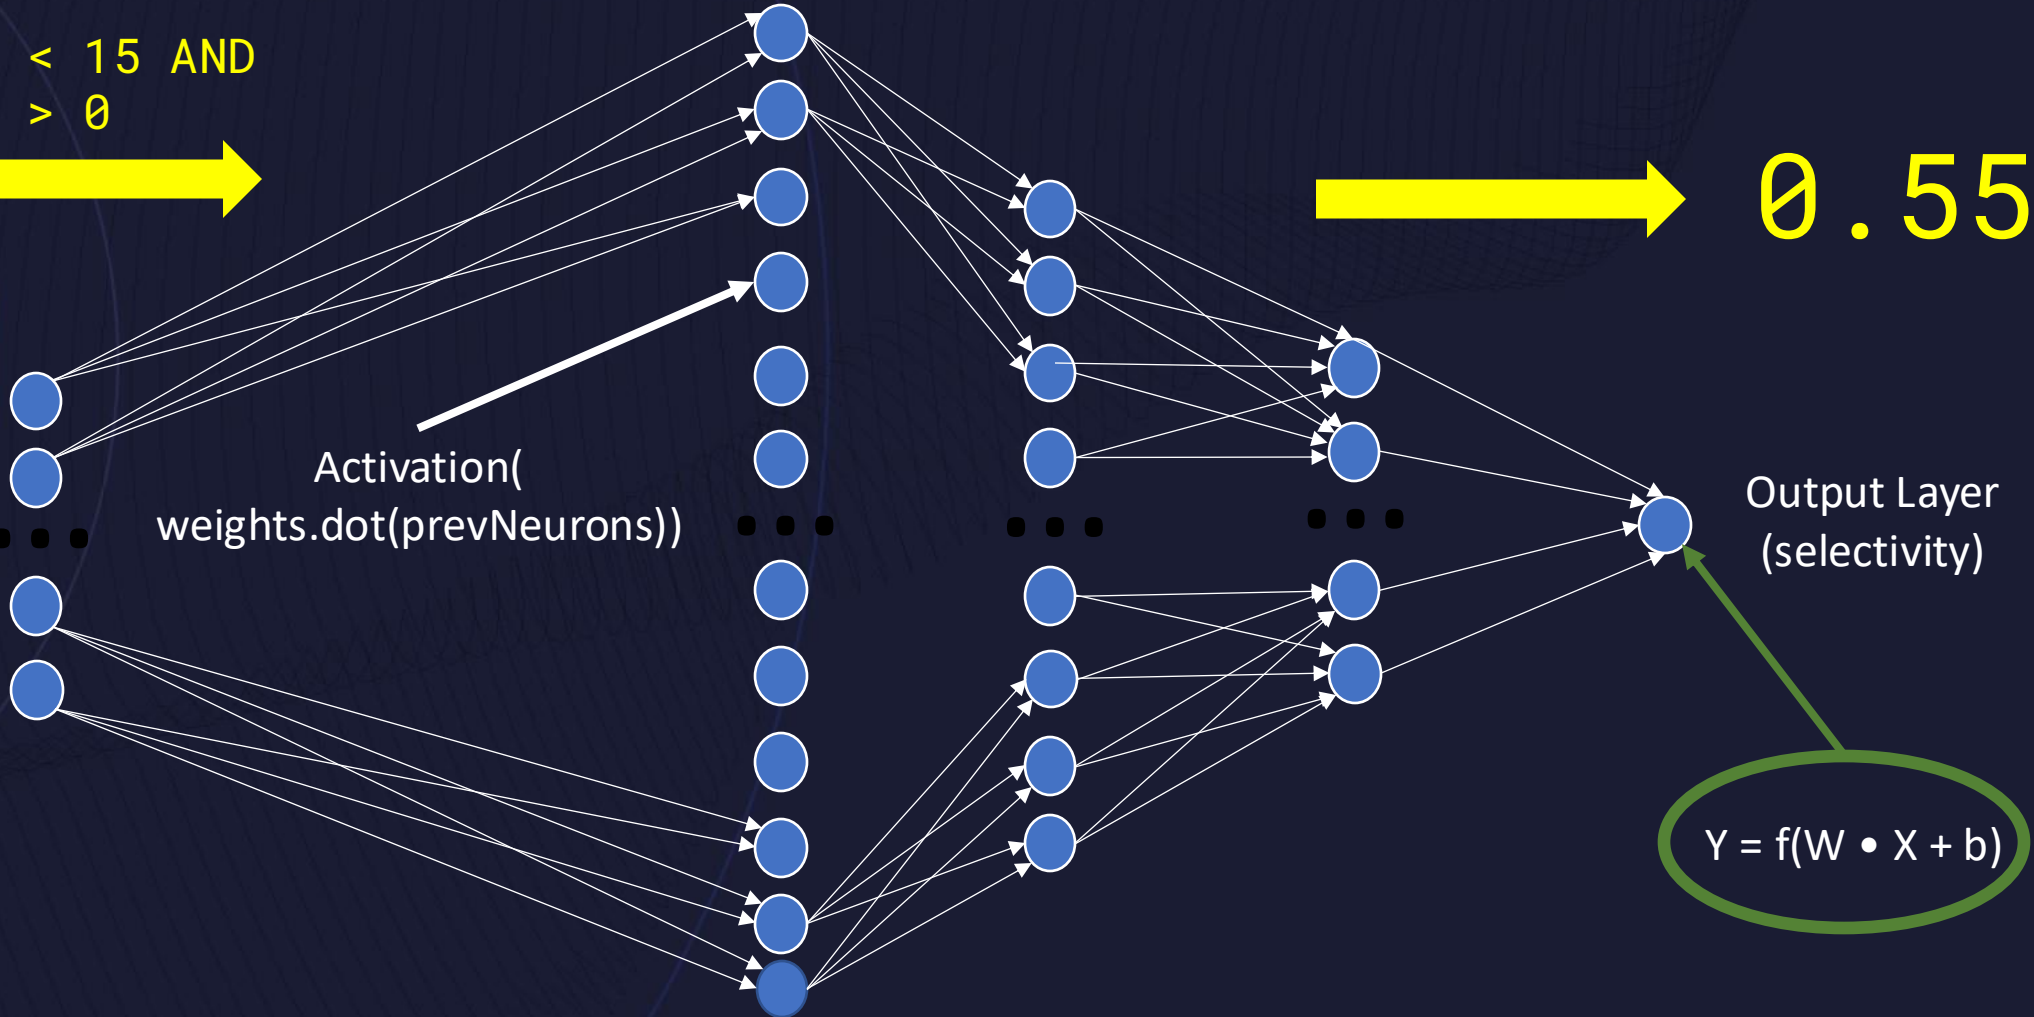 < 15 AND
> 0
0.55
Activation(
weights.dot(prevNeurons))
Output Layer
(selectivity)
Y = f(W • X + b)